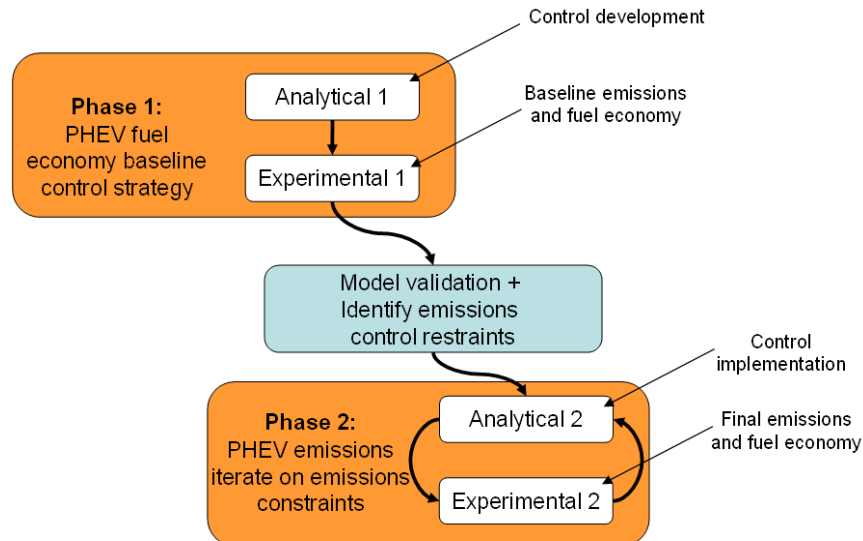 Control development
Phase 1:
PHEV fuel
economy baseline
control strategy
Analytical 1
Experimental 1
Baseline emissions
and fuel economy
Model validation +
Identify emissions
control restraints
Control
implementation
Phase 2:
PHEV emissions
iterate on emissions
constraints
Analytical 2
Experimental 2
Final emissions
and fuel economy